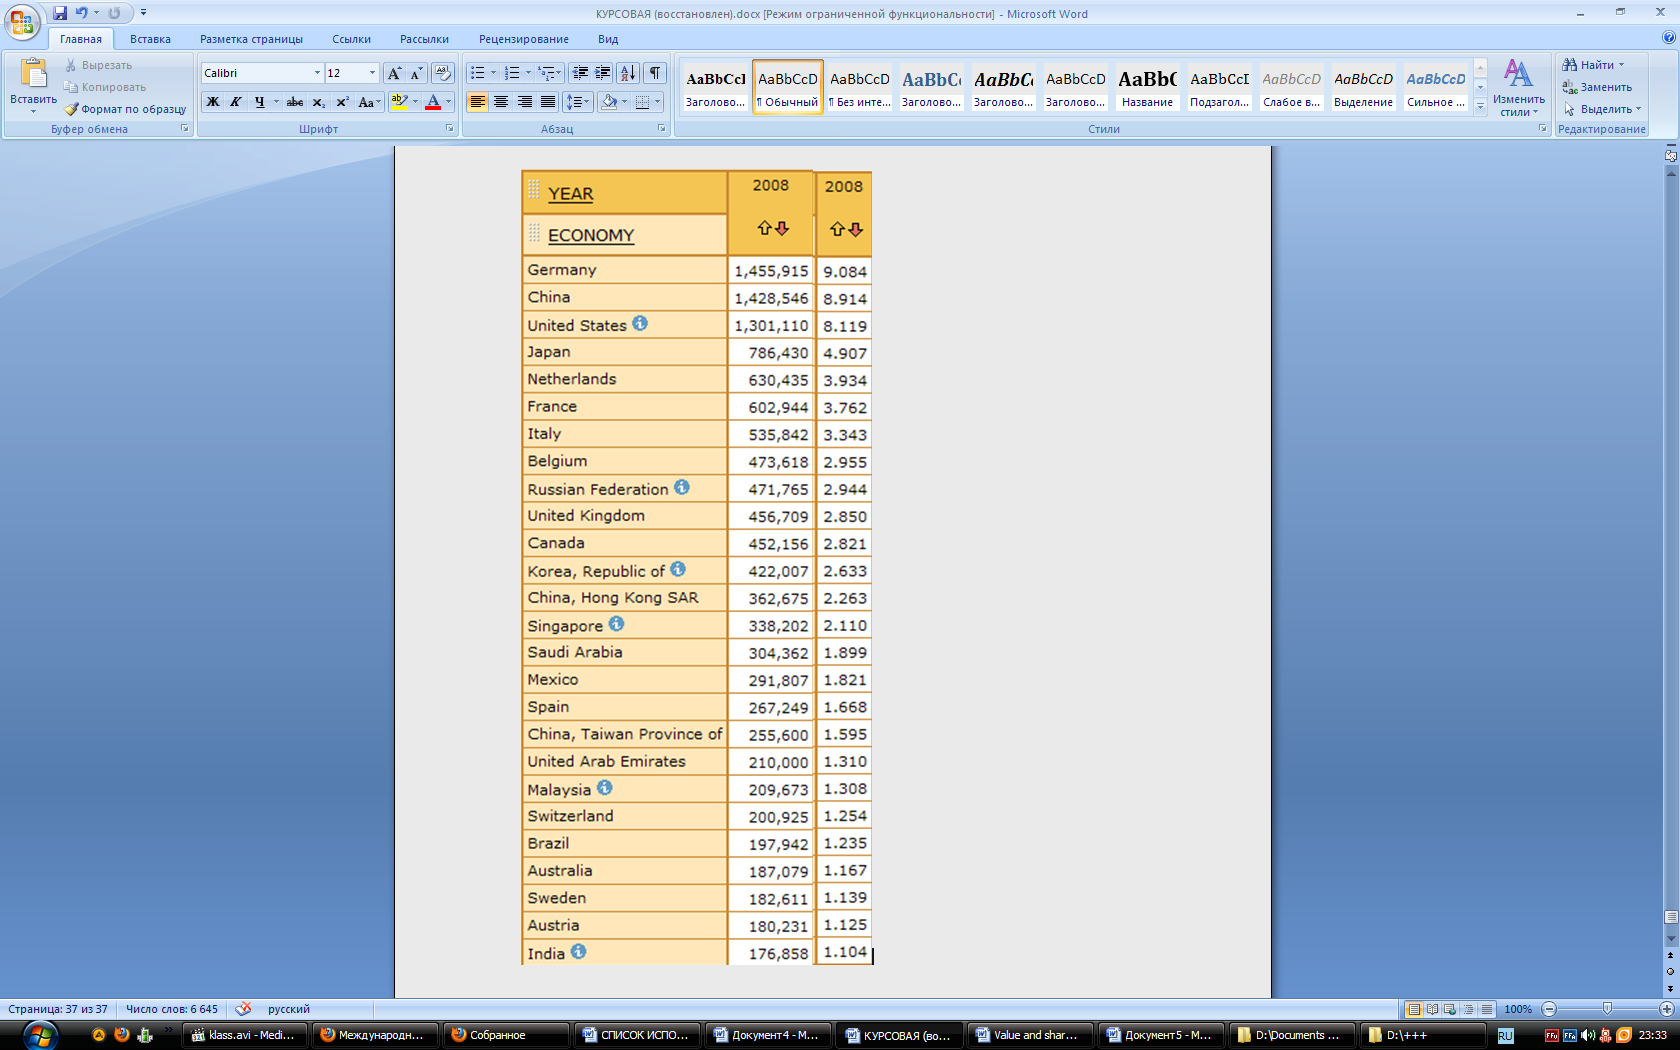 КУРСОВАЯ (восстановлен).docx [Режим ограниченной функциональности] - Microsoft Word
Главная Вставка Разметка страницы Ссылки Рассылки Рецензирование Вид
Вставить
Вырезать
Копировать
Формат по образцу
Буфер обмена
Calibri 12
Ж К Ч abc x₂ x² Aa
Шрифт
Абзац
AaBbCcI AaBbCcD AaBbCcD AaBbC AaBbC AaBbCcD AaBbC AaBbCcI AaBbCcD AaBbCcD AaBbCcD
Заголово... ¶ Обычный ¶ Без инте... Заголово... Заголово... Заголово... Название Подзагол... Слабое в... Выделение Сильное ...
Изменить стили
Стили
Найти
Заменить
Выделить
Редактирование
YEAR 2008 2008
ECONOMY
Germany 1,455,915 9.084
China 1,428,546 8.914
United States 1,301,110 8.119
Japan 786,430 4.907
Netherlands 630,435 3.934
France 602,944 3.762
Italy 535,842 3.343
Belgium 473,618 2.955
Russian Federation 471,765 2.944
United Kingdom 456,709 2.850
Canada 452,156 2.821
Korea, Republic of 422,007 2.633
China, Hong Kong SAR 362,675 2.263
Singapore 338,202 2.110
Saudi Arabia 304,362 1.899
Mexico 291,807 1.821
Spain 267,249 1.668
China, Taiwan Province of 255,600 1.595
United Arab Emirates 210,000 1.310
Malaysia 209,673 1.308
Switzerland 200,925 1.254
Brazil 197,942 1.235
Australia 187,079 1.167
Sweden 182,611 1.139
Austria 180,231 1.125
India 176,858 1.104
Страница: 37 из 37 Число слов: 6 645 русский 100%
klass.avi - Medi... Международн... Собранное СПИСОК ИСПО... Документ4 - М... КУРСОВАЯ (во... Value and shar... Документ5 - М... D:\Documents ... D:\+++ RU 23:33